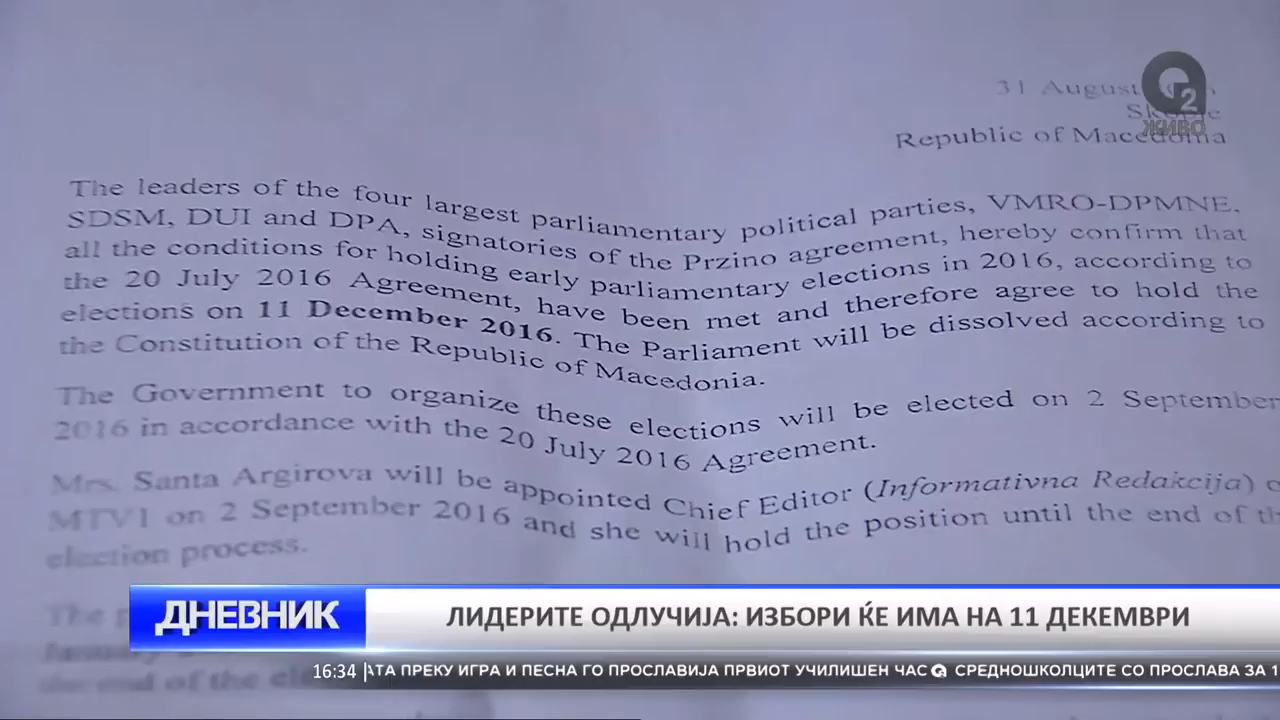 31 August
2
ЖИВО
Republic of Macedonia
The leaders of the four largest parliamentary political parties, VMRO-DPMNE,
SDSM, DUI and DPA, signatories of the Przino agreement, hereby confirm that
all the conditions for holding early parliamentary elections in 2016, according to
the 20 July 2016 Agreement, have been met and therefore agree to hold the
elections on 11 December 2016. The Parliament will be dissolved according to
the Constitution of the Republic of Macedonia.
The Government to organize these elections will be elected on 2 September
2016 in accordance with the 20 July 2016 Agreement.
Mrs. Santa Argirova will be appointed Chief Editor (Informativna Redakcija)
MTV1 on 2 September 2016 and she will hold the position until the end of
election process.
The
the end of the
ДНЕВНИК
ЛИДЕРИТЕ ОДЛУЧИЈА: ИЗБОРИ ЌЕ ИМА НА 11 ДЕКЕМВРИ
16:34 АТА ПРЕКУ ИГРА И ПЕСНА ГО ПРОСЛАВИЈА ПРВИОТ УЧИЛИШЕН ЧАС СРЕДНОШКОЛЦИТЕ СО ПРОСЛАВА ЗА 1